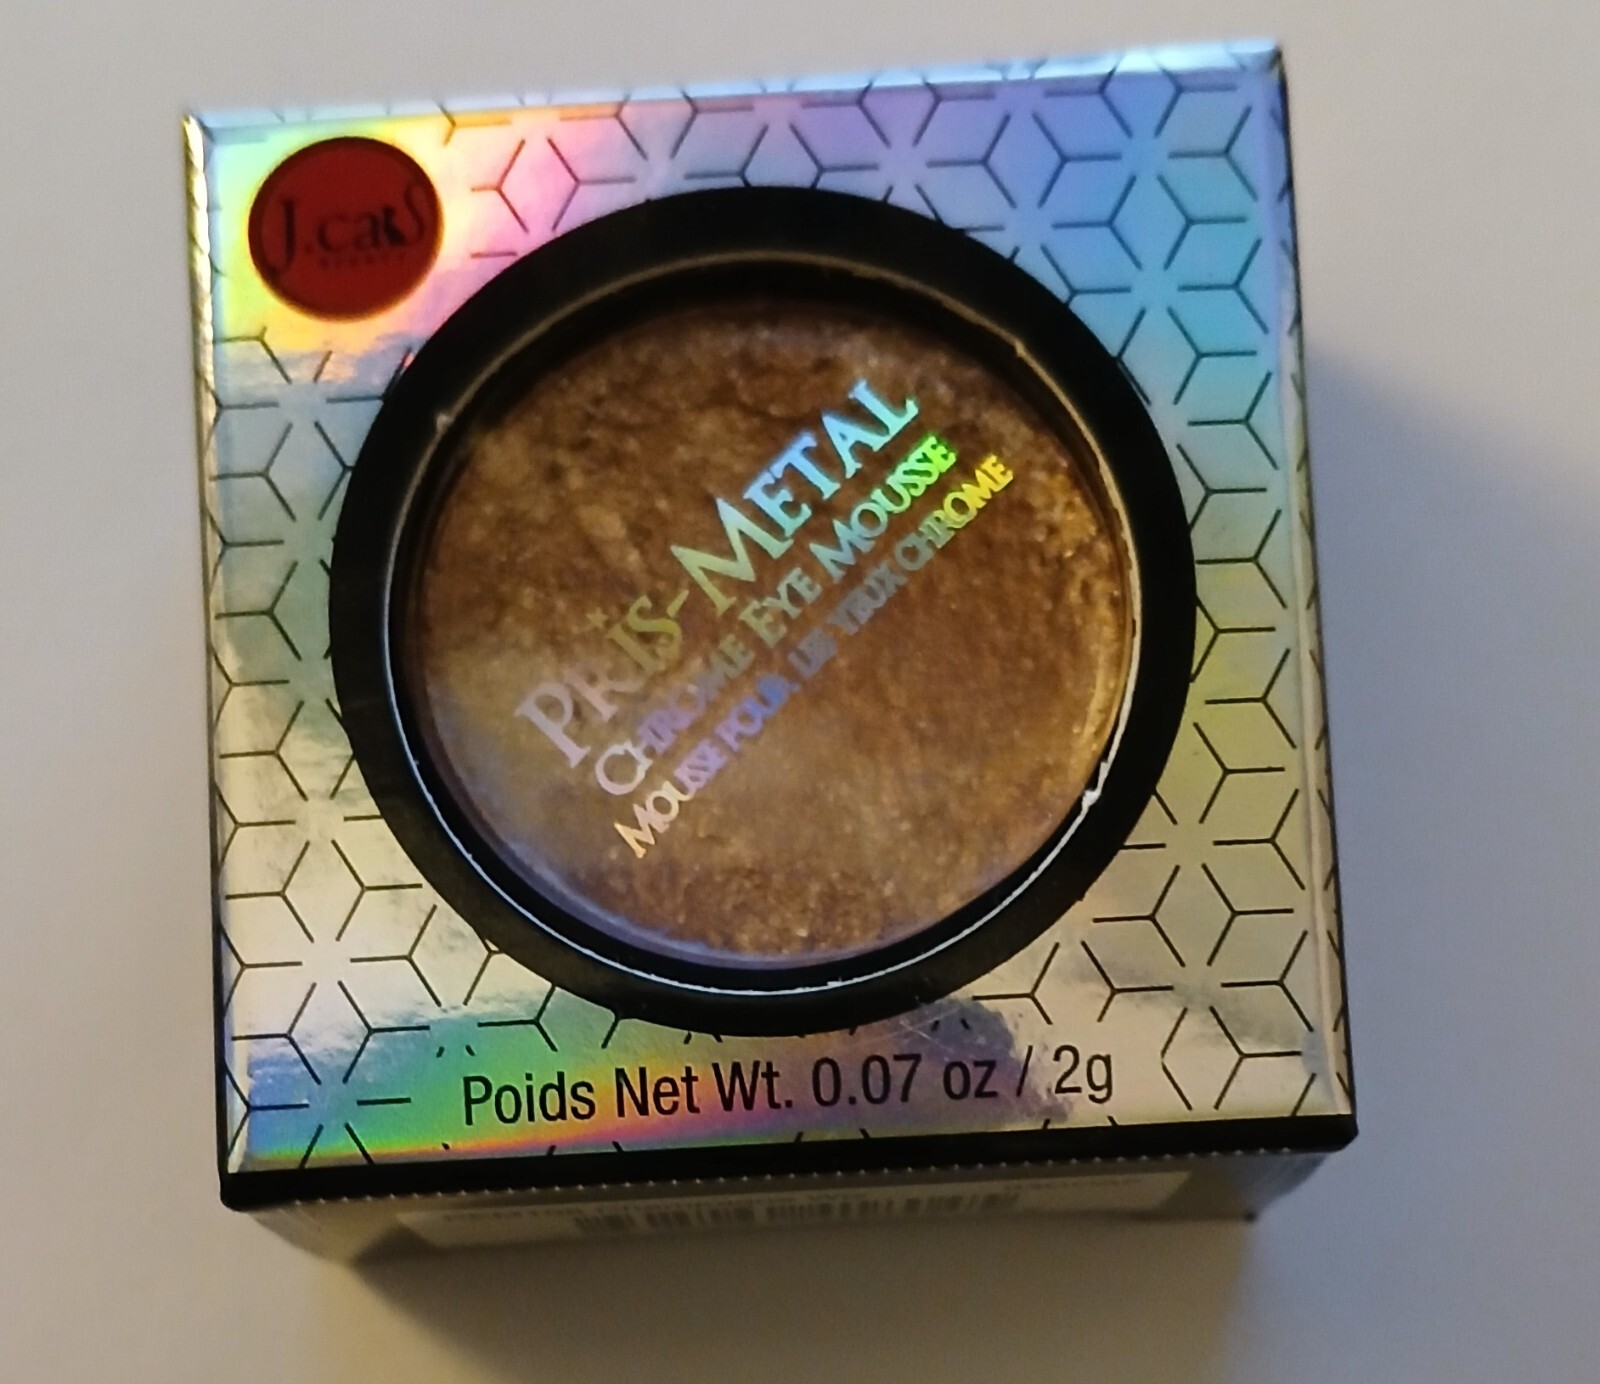 J.cat
PRIS-METAL
CHROME EYE MOUSSE
MOUSSE POUR LES YEUX CHROME
Poids Net Wt. 0.07 oz / 2g